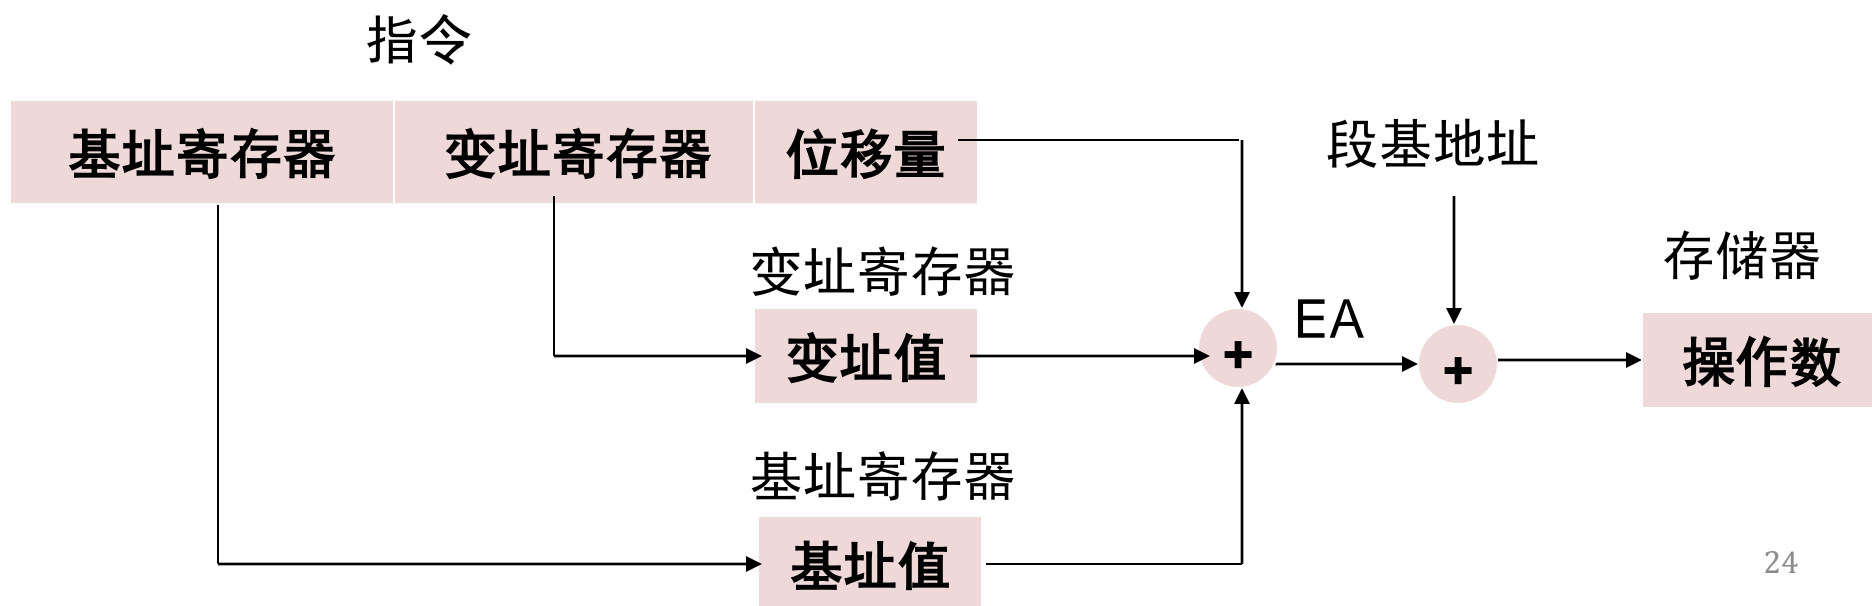 指令
基址寄存器 变址寄存器 位移量
段基地址
变址寄存器
存储器
变址值
+
EA
+
操作数
基址寄存器
基址值
24